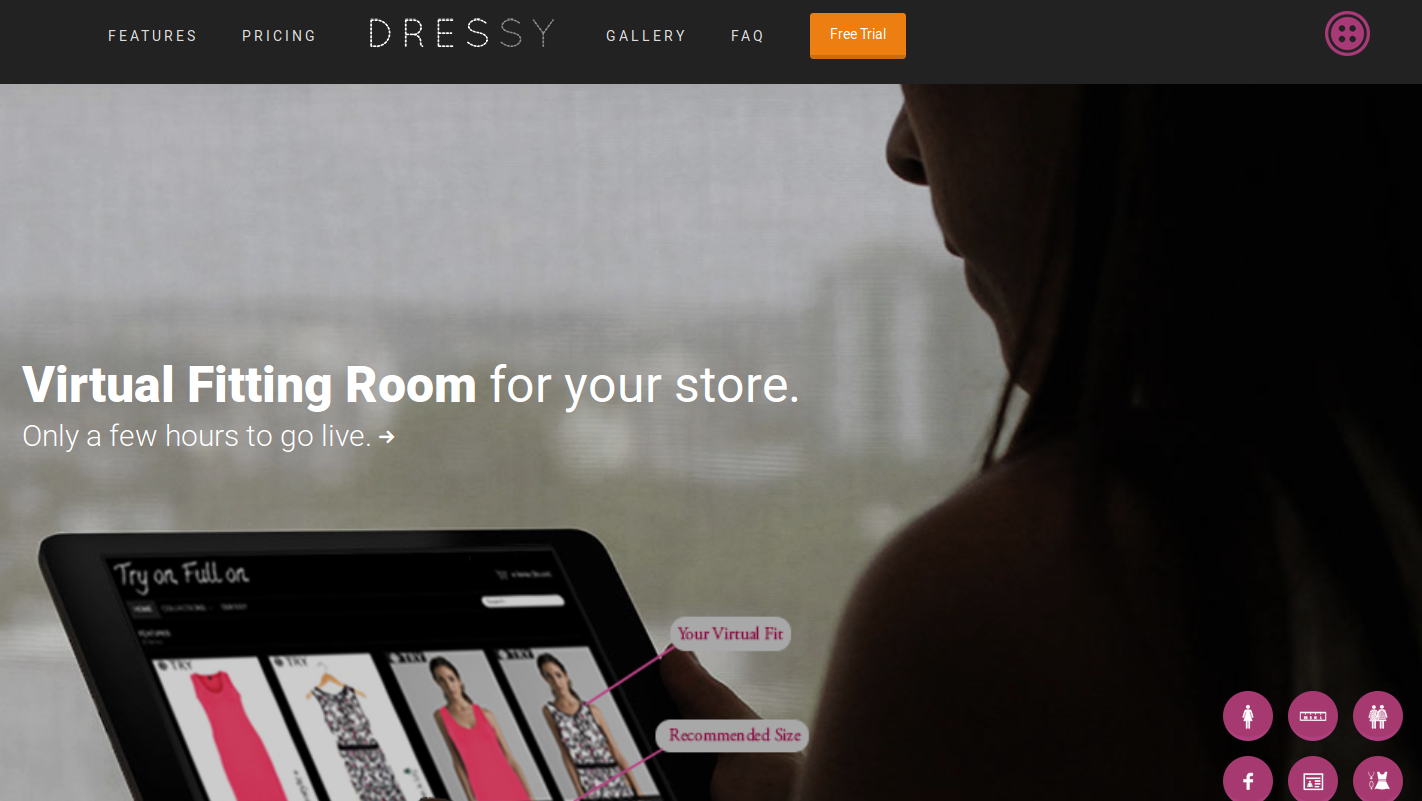 FEATURES PRICING DRESSY GALLERY FAQ Free Trial
Virtual Fitting Room for your store.
Only a few hours to go live. →
Try on, Full on
HOME COLLECTIONS
FEATURES
TRY TRY TRY TRY
Your Virtual Fit
Recommended Size